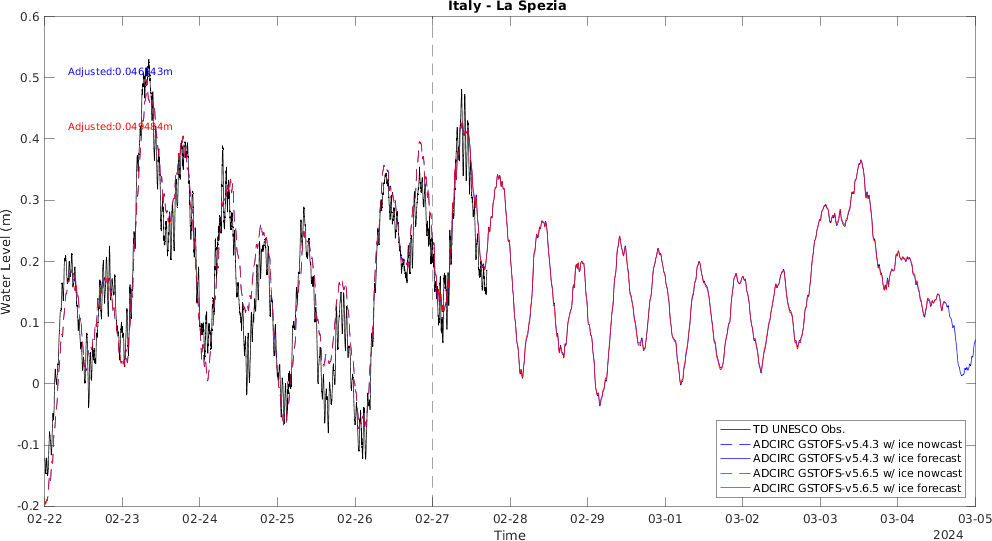 Italy - La Spezia
0.6
0.5
0.4
0.3
0.2
0.1
0
-0.1
-0.2
Water Level (m)
Adjusted:
Adjusted:
TD UNESCO Obs.
ADCIRC GSTOFS-v5.4.3 w/ ice nowcast
ADCIRC GSTOFS-v5.4.3 w/ ice forecast
ADCIRC GSTOFS-v5.6.5 w/ ice nowcast
ADCIRC GSTOFS-v5.6.5 w/ ice forecast
02-22 02-23 02-24 02-25 02-26 02-27 02-28 02-29 03-01 03-02 03-03 03-04 03-05
Time
2024